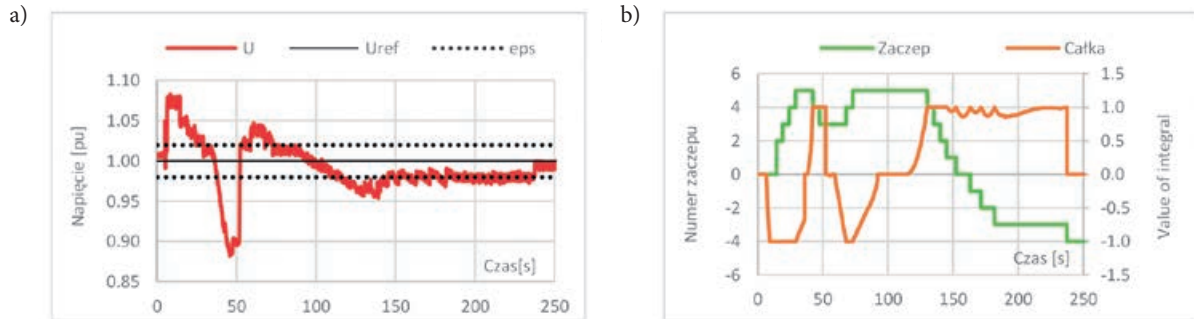 a)
U Uref eps
1.10
1.05
1.00
0.95
0.90
0.85
Napięcie [pu]
Czas[s]
0 50 100 150 200 250
b)
Zaczep Całka
6
4
2
0
-2
-4
-6
Numer zaczepu
1.5
1.0
0.5
0.0
-0.5
-1.0
-1.5
Value of integral
Czas [s]
0 50 100 150 200 250